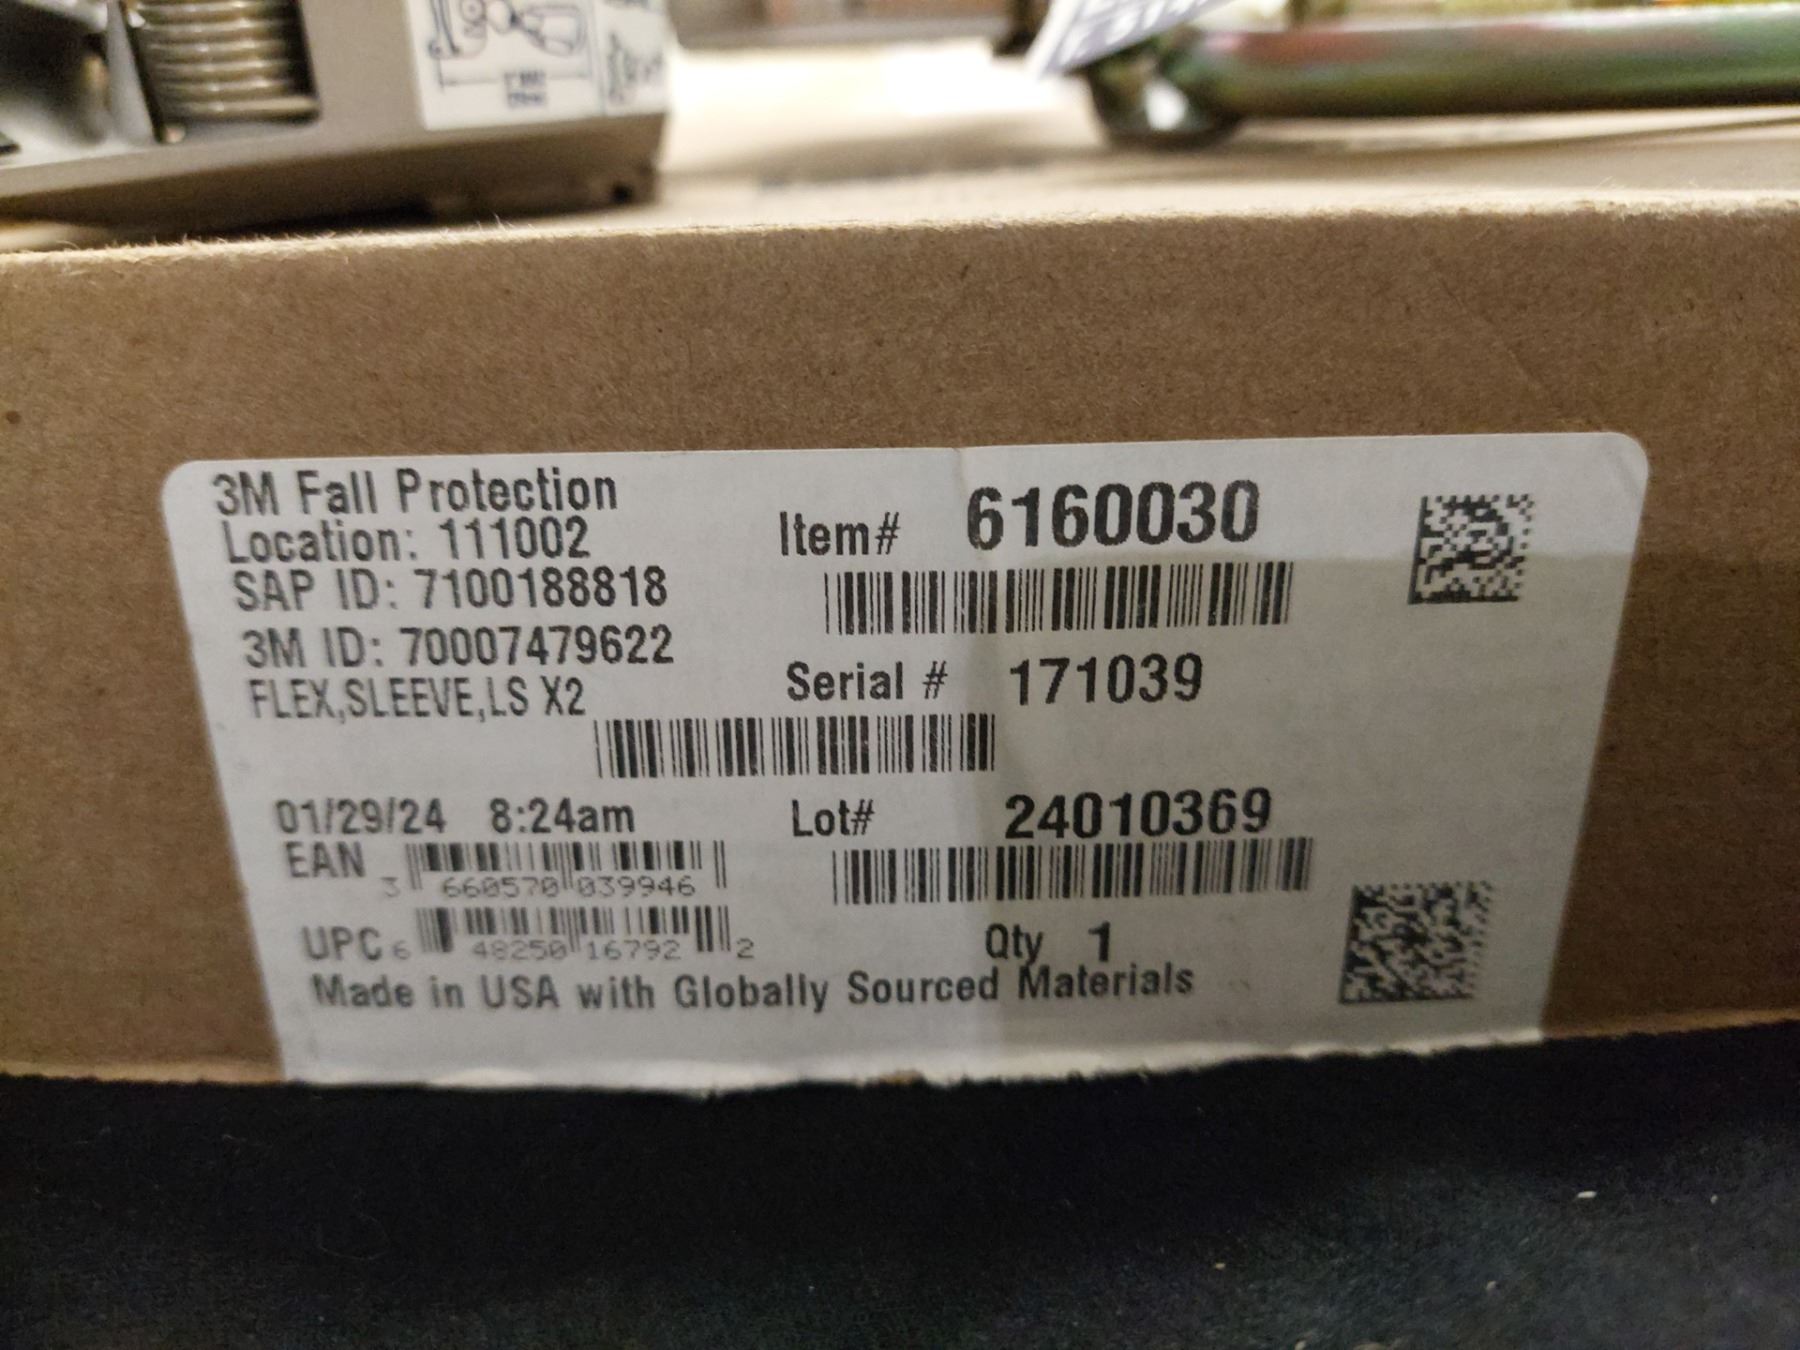 3M Fall Protection
Location: 111002
SAP ID: 7100188818
3M ID: 70007479622
FLEX,SLEEVE,LS X2
Item# 6160030
Serial # 171039
01/29/24 8:24am
Lot# 24010369
EAN 3 660570 039946
UPC 6 48250 16792 2
Qty 1
Made in USA with Globally Sourced Materials